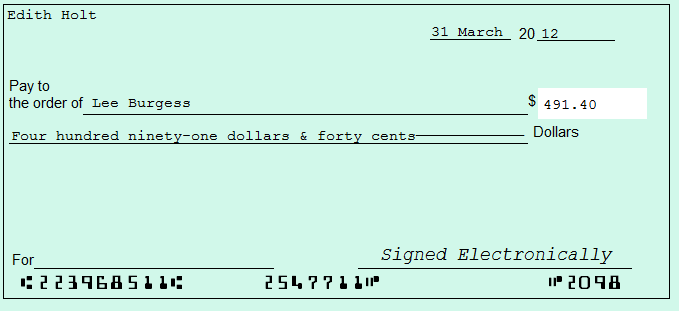 Edith Holt
31 March 20 12
Pay to
the order of Lee Burgess $ 491.40
Four hundred ninety-one dollars & forty cents Dollars
For Signed Electronically
⑆223968511⑆ 2547711⑈ ⑈2098